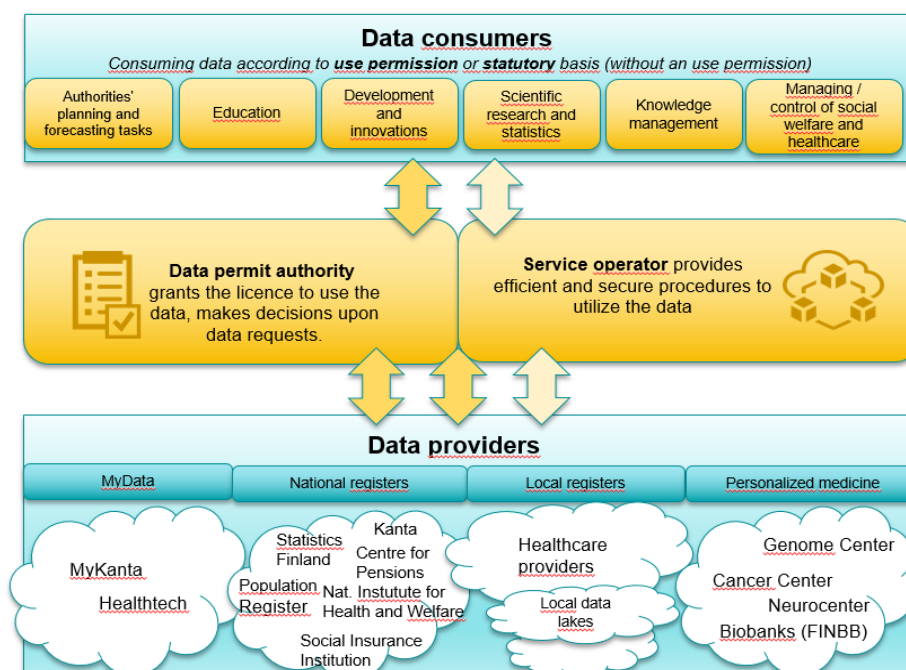 Data consumers
Consuming data according to use permission or statutory basis (without an use permission)
Authorities'
planning and
forecasting tasks
Education
Development
and
innovations
Scientific
research and
statistics
Knowledge
management
Managing /
control of social
welfare and
healthcare
Data permit authority
grants the licence to use the
data, makes decisions upon
data requests.
Service operator provides
efficient and secure procedures to
utilize the data
Data providers
MyData
National registers
Local registers
Personalized medicine
MyKanta
Healthtech
Statistics
Finland
Kanta
Centre for
Pensions
Population
Register
Nat. Instutute for
Health and Welfare
Social Insurance
Institution
Healthcare
providers
Local data
lakes
Genome Center
Cancer Center
Neurocenter
Biobanks (FINBB)